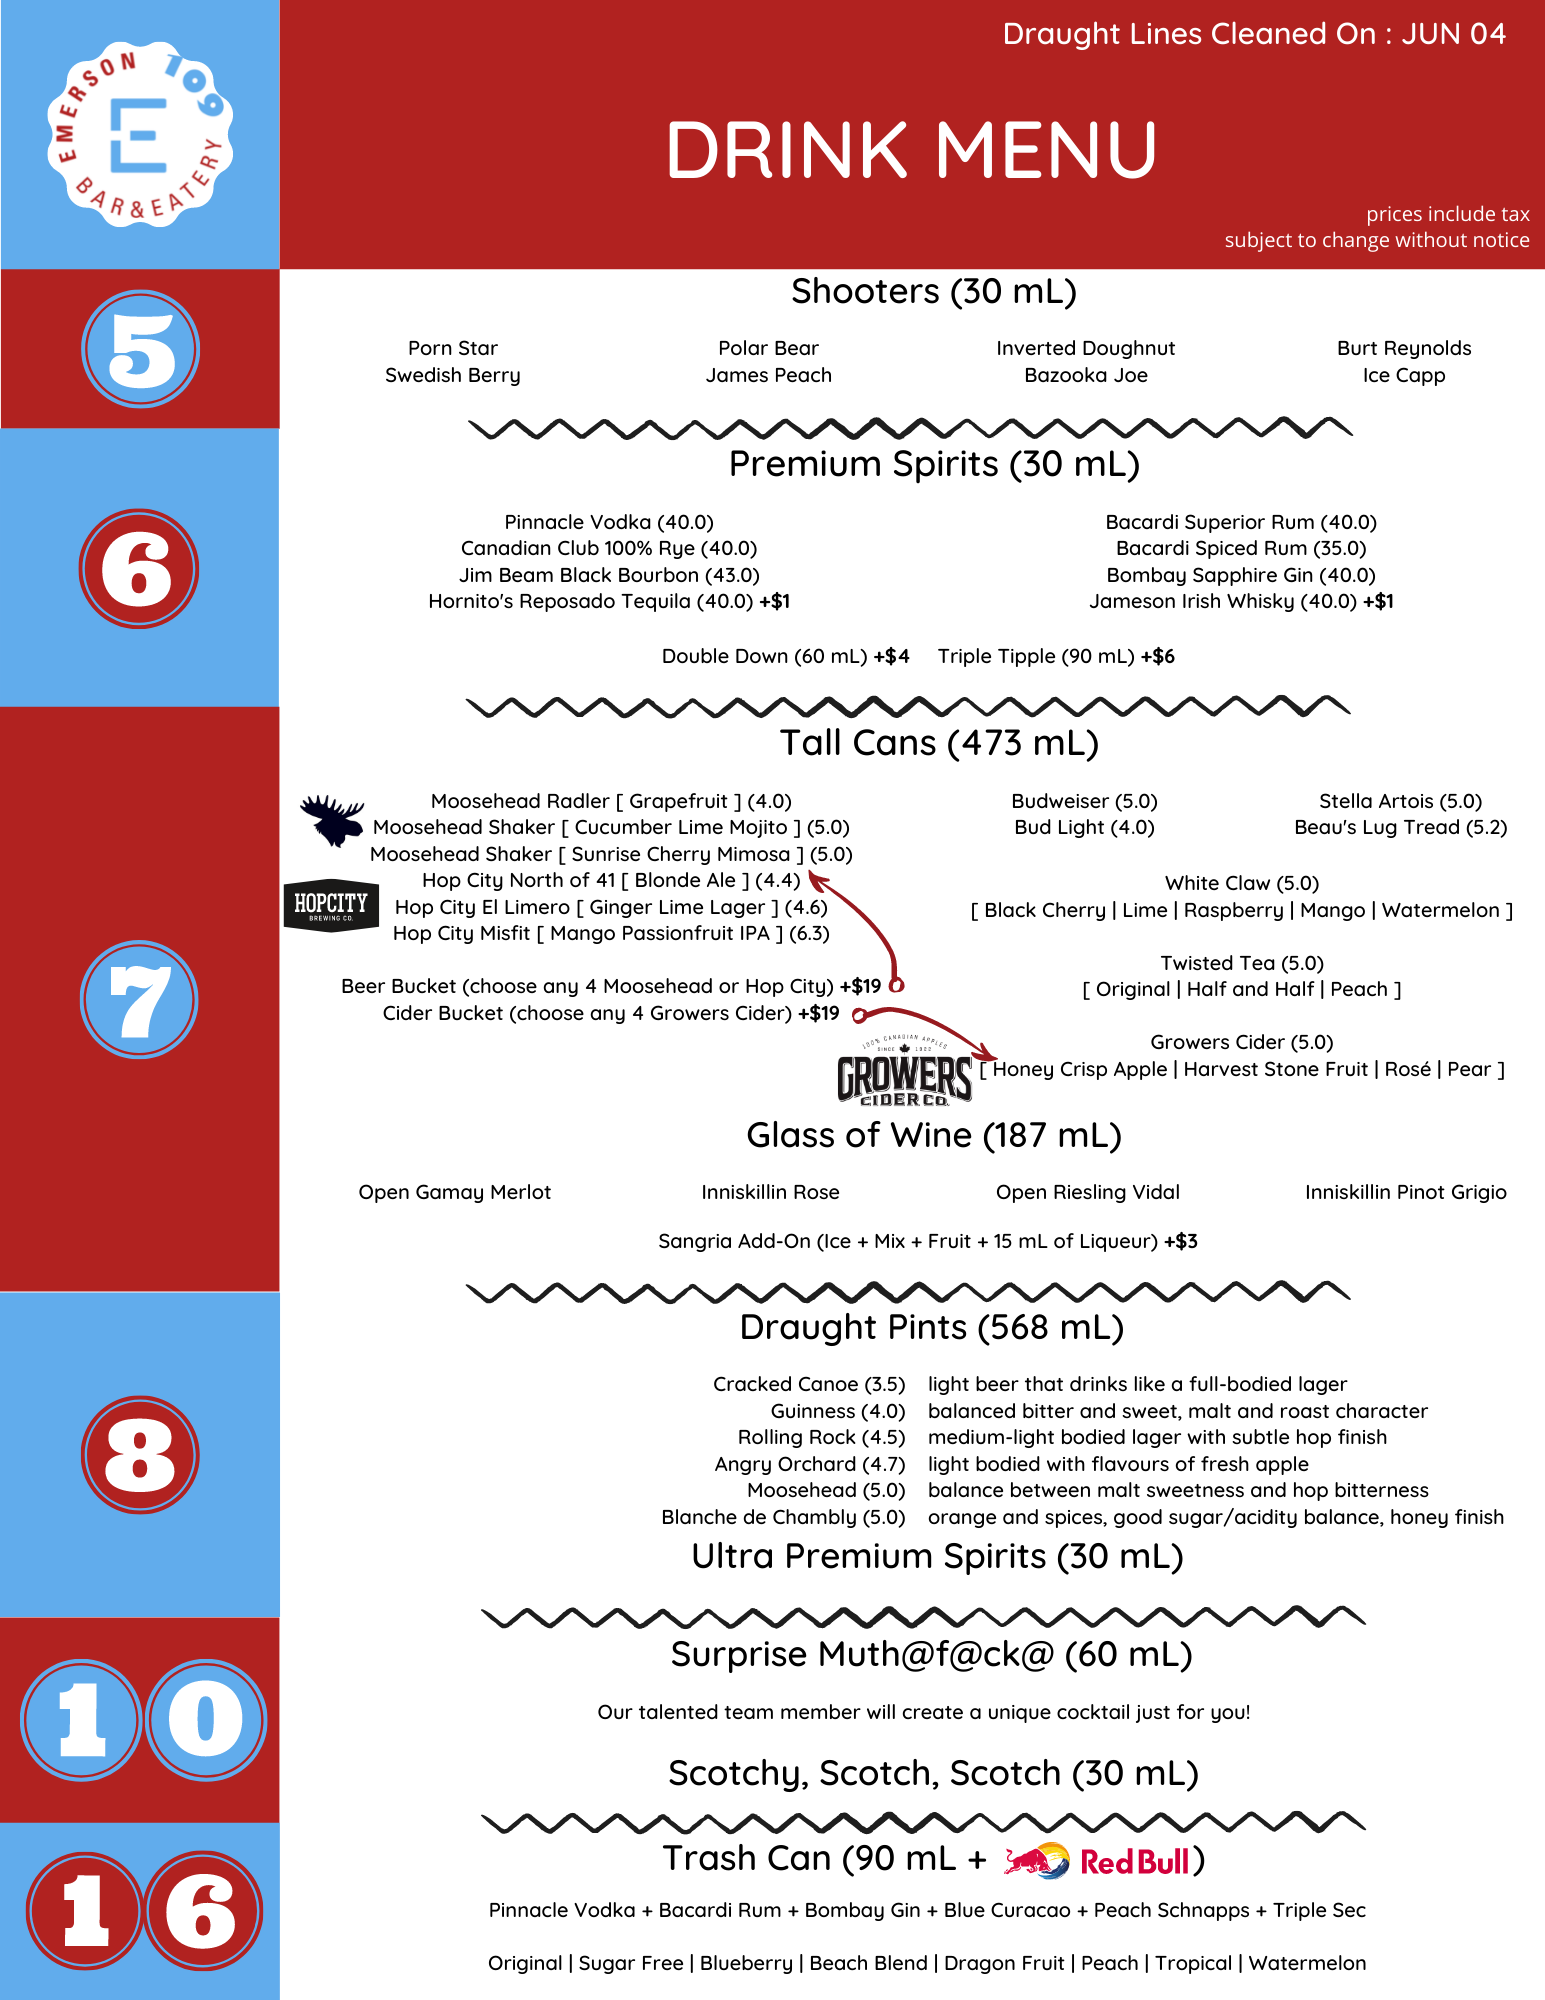 Draught Lines Cleaned On : JUN 04
EMERSON 109
E
BAR & EATERY
DRINK MENU
prices include tax
subject to change without notice
5
Shooters (30 mL)
Porn Star Polar Bear Inverted Doughnut Burt Reynolds
Swedish Berry James Peach Bazooka Joe Ice Capp
6
Premium Spirits (30 mL)
Pinnacle Vodka (40.0) Bacardi Superior Rum (40.0)
Canadian Club 100% Rye (40.0) Bacardi Spiced Rum (35.0)
Jim Beam Black Bourbon (43.0) Bombay Sapphire Gin (40.0)
Hornito's Reposado Tequila (40.0) +$1 Jameson Irish Whisky (40.0) +$1
Double Down (60 mL) +$4 Triple Tipple (90 mL) +$6
7
Tall Cans (473 mL)
Moosehead Radler [ Grapefruit ] (4.0)
Moosehead Shaker [ Cucumber Lime Mojito ] (5.0)
Moosehead Shaker [ Sunrise Cherry Mimosa ] (5.0)
HOPCITY
BREWING CO.
Hop City North of 41 [ Blonde Ale ] (4.4)
Hop City El Limero [ Ginger Lime Lager ] (4.6)
Hop City Misfit [ Mango Passionfruit IPA ] (6.3)
Beer Bucket (choose any 4 Moosehead or Hop City) +$19
Cider Bucket (choose any 4 Growers Cider) +$19
Budweiser (5.0) Stella Artois (5.0)
Bud Light (4.0) Beau's Lug Tread (5.2)
White Claw (5.0)
[ Black Cherry | Lime | Raspberry | Mango | Watermelon ]
Twisted Tea (5.0)
[ Original | Half and Half | Peach ]
100% CANADIAN APPLES
SINCE 1922
GROWERS
CIDER CO.
Growers Cider (5.0)
[ Honey Crisp Apple | Harvest Stone Fruit | Rosé | Pear ]
Glass of Wine (187 mL)
Open Gamay Merlot Inniskillin Rose Open Riesling Vidal Inniskillin Pinot Grigio
Sangria Add-On (Ice + Mix + Fruit + 15 mL of Liqueur) +$3
8
Draught Pints (568 mL)
Cracked Canoe (3.5) light beer that drinks like a full-bodied lager
Guinness (4.0) balanced bitter and sweet, malt and roast character
Rolling Rock (4.5) medium-light bodied lager with subtle hop finish
Angry Orchard (4.7) light bodied with flavours of fresh apple
Moosehead (5.0) balance between malt sweetness and hop bitterness
Blanche de Chambly (5.0) orange and spices, good sugar/acidity balance, honey finish
Ultra Premium Spirits (30 mL)
10
Surprise Muth@f@ck@ (60 mL)
Our talented team member will create a unique cocktail just for you!
Scotchy, Scotch, Scotch (30 mL)
16
Trash Can (90 mL + Red Bull)
Pinnacle Vodka + Bacardi Rum + Bombay Gin + Blue Curacao + Peach Schnapps + Triple Sec
Original | Sugar Free | Blueberry | Beach Blend | Dragon Fruit | Peach | Tropical | Watermelon